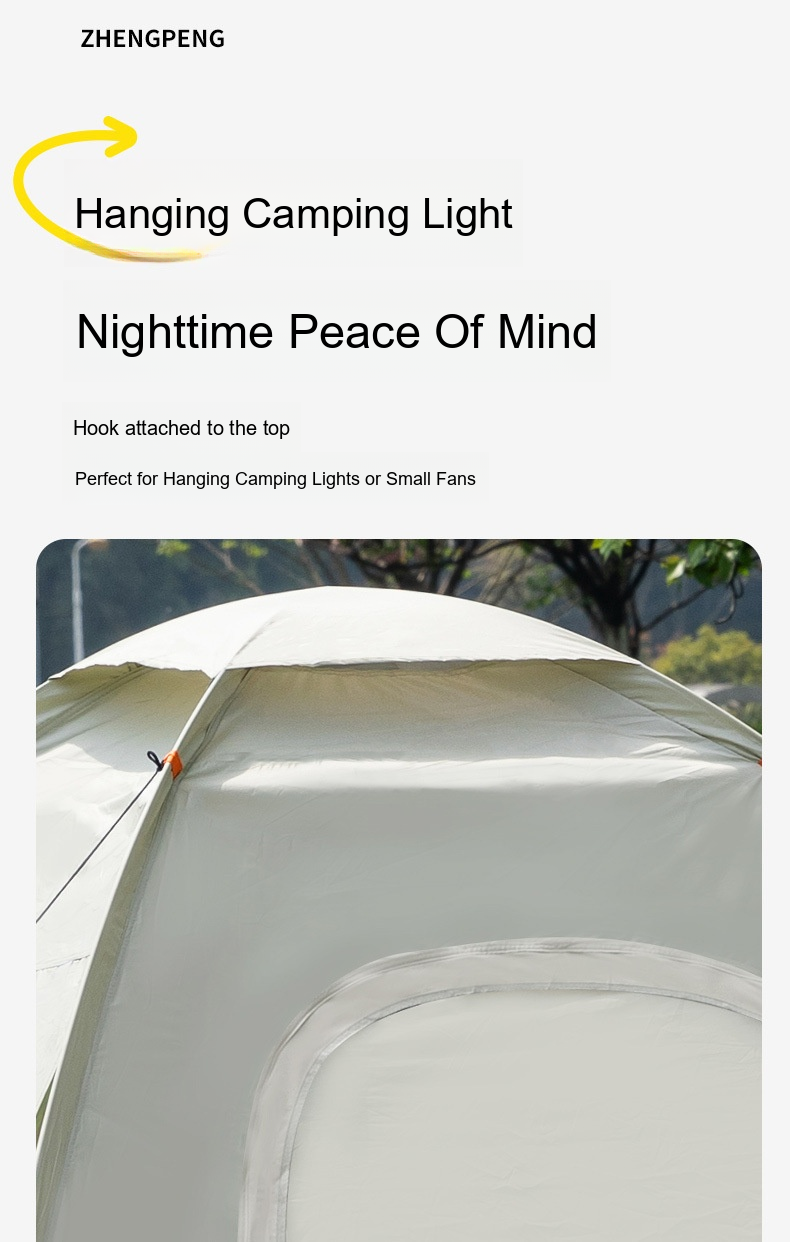 ZHENGPENG
Hanging Camping Light
Nighttime Peace Of Mind
Hook attached to the top
Perfect for Hanging Camping Lights or Small Fans